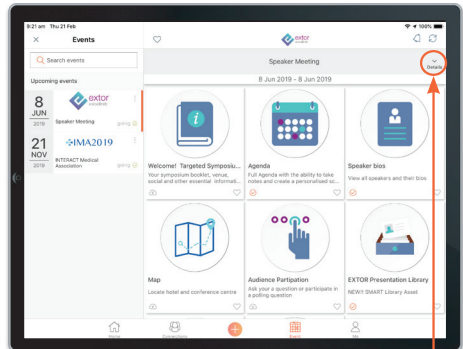 9:21 am Thu 21 Feb
100%
Events
extor
Search events
Speaker Meeting
Details
8 Jun 2019 - 8 Jun 2019
Upcoming events
8
JUN
2019
extor
Speaker Meeting
going
21
NOV
2019
IMA2019
INTERACT Medical
Association
going
Welcome! Targeted Symposiu...
Your symposium booklet, venue,
social and other essential informati...
Agenda
Full Agenda with the ability to take
notes and create a personalised sc...
Speaker bios
View all speakers and their bios
Map
Locate hotel and conference centre
Audience Partipation
Ask your a question or participate in
a polling question
EXTOR Presentation Library
NEW!! SMART Library Asset
Home
Connections
Event
Me